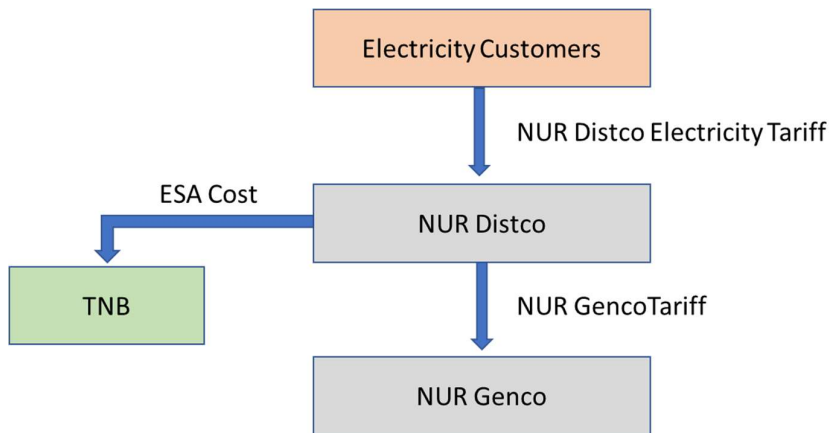 Electricity Customers
NUR Distco Electricity Tariff
ESA Cost
NUR Distco
TNB
NUR GencoTariff
NUR Genco